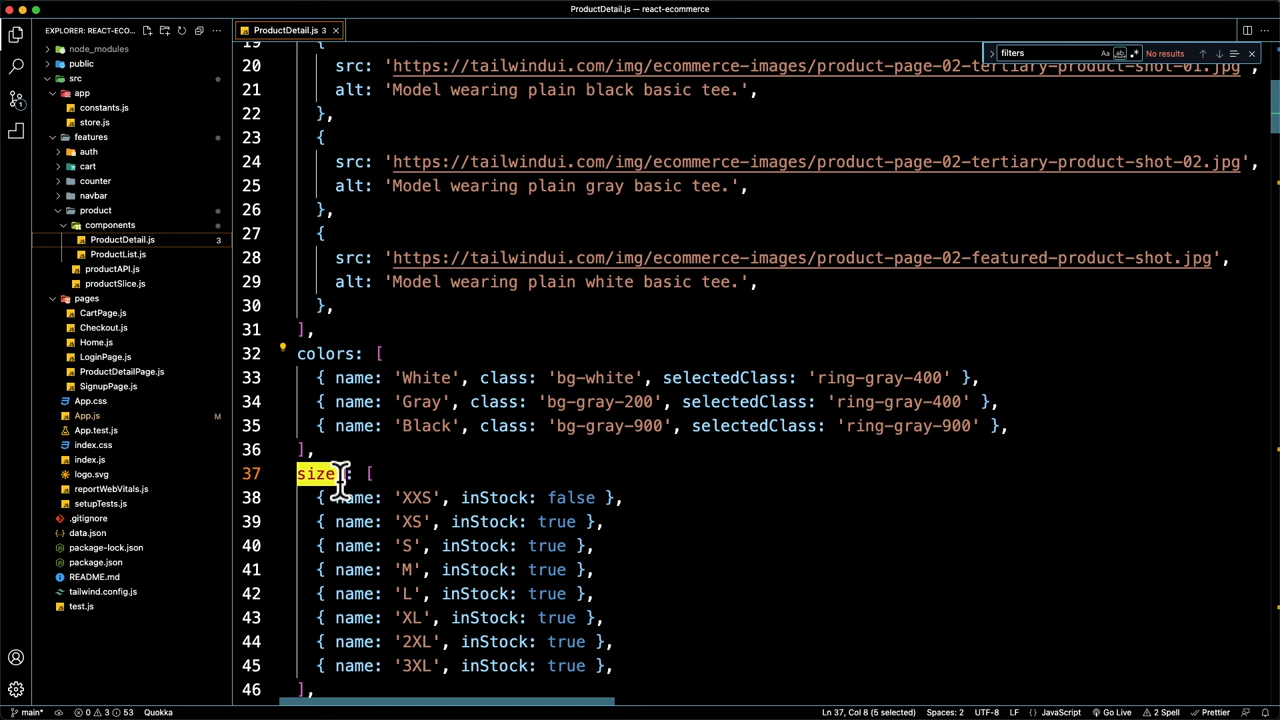 ProductDetail.js — react-ecommerce
EXPLORER: REACT-ECO...
node_modules
public
src
app
constants.js
store.js
features
auth
cart
counter
navbar
product
components
ProductDetail.js 3
ProductList.js
productAPI.js
productSlice.js
pages
CartPage.js
Checkout.js
Home.js
LoginPage.js
ProductDetailPage.js
SignupPage.js
App.css
App.js M
App.test.js
index.css
index.js
logo.svg
reportWebVitals.js
setupTests.js
.gitignore
data.json
package-lock.json
package.json
README.md
tailwind.config.js
test.js
ProductDetail.js 3
filters
Aa ab .*
No results
19 {
20 src: 'https://tailwindui.com/img/ecommerce-images/product-page-02-tertiary-product-shot-01.jpg',
21 alt: 'Model wearing plain black basic tee.',
22 },
23 {
24 src: 'https://tailwindui.com/img/ecommerce-images/product-page-02-tertiary-product-shot-02.jpg',
25 alt: 'Model wearing plain gray basic tee.',
26 },
27 {
28 src: 'https://tailwindui.com/img/ecommerce-images/product-page-02-featured-product-shot.jpg',
29 alt: 'Model wearing plain white basic tee.',
30 },
31 ],
32 colors: [
33 { name: 'White', class: 'bg-white', selectedClass: 'ring-gray-400' },
34 { name: 'Gray', class: 'bg-gray-200', selectedClass: 'ring-gray-400' },
35 { name: 'Black', class: 'bg-gray-900', selectedClass: 'ring-gray-900' },
36 ],
37 sizes: [
38 { name: 'XXS', inStock: false },
39 { name: 'XS', inStock: true },
40 { name: 'S', inStock: true },
41 { name: 'M', inStock: true },
42 { name: 'L', inStock: true },
43 { name: 'XL', inStock: true },
44 { name: '2XL', inStock: true },
45 { name: '3XL', inStock: true },
46 ],
main* 0 3 53 Quokka Ln 37, Col 8 (5 selected) Spaces: 2 UTF-8 LF {} JavaScript Go Live 2 Spell Prettier